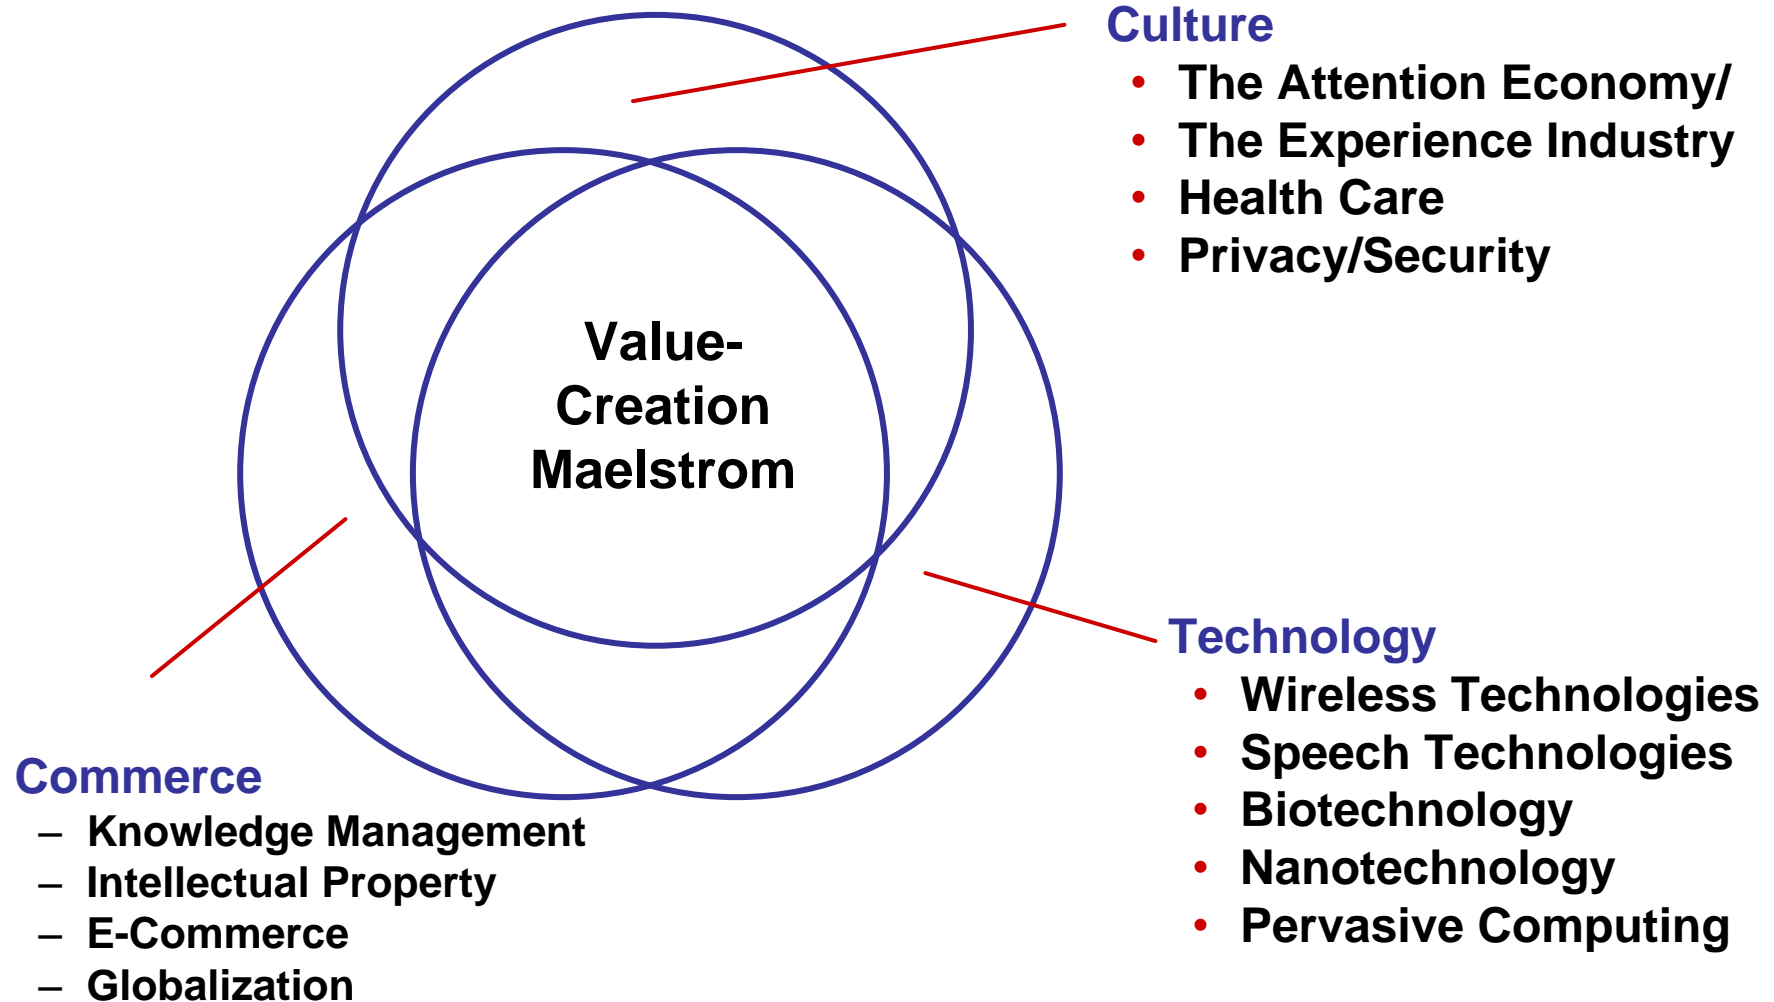 Culture
• The Attention Economy/
• The Experience Industry
• Health Care
• Privacy/Security
Value-
Creation
Maelstrom
Technology
• Wireless Technologies
• Speech Technologies
• Biotechnology
• Nanotechnology
• Pervasive Computing
Commerce
– Knowledge Management
– Intellectual Property
– E-Commerce
– Globalization